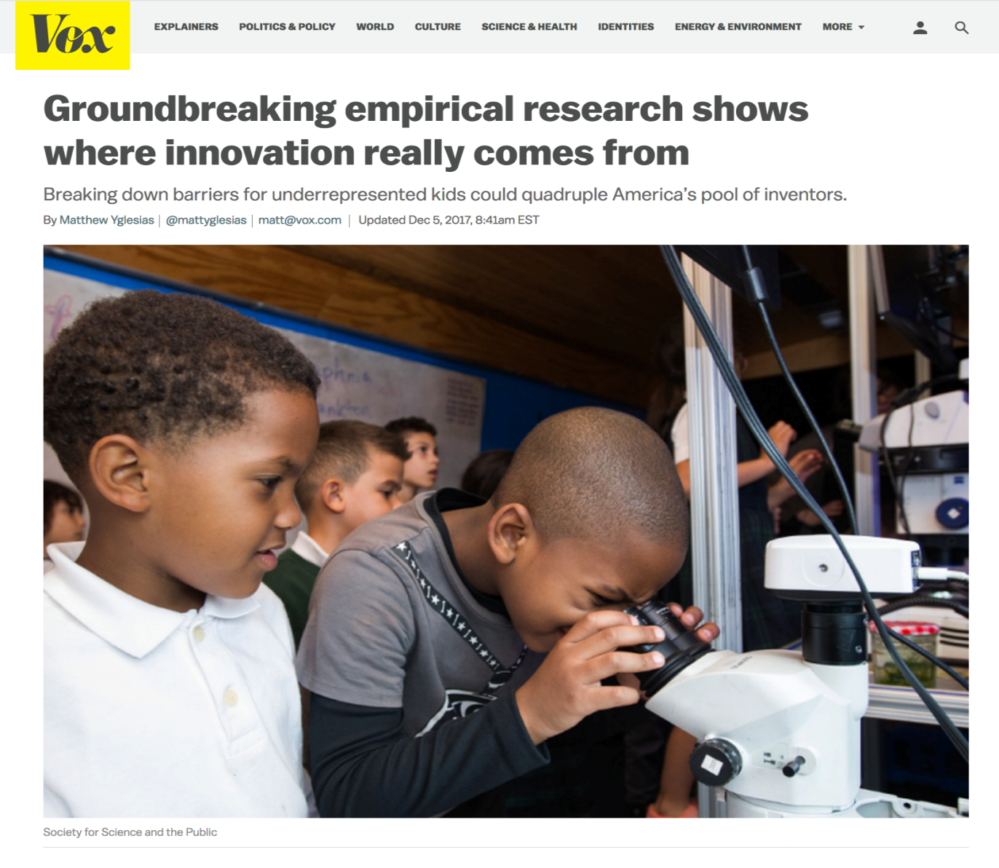 Vox
EXPLAINERS POLITICS & POLICY WORLD CULTURE SCIENCE & HEALTH IDENTITIES ENERGY & ENVIRONMENT MORE
Groundbreaking empirical research shows
where innovation really comes from
Breaking down barriers for underrepresented kids could quadruple America's pool of inventors.
By Matthew Yglesias | @mattyglesias | matt@vox.com | Updated Dec 5, 2017, 8:41am EST
Society for Science and the Public